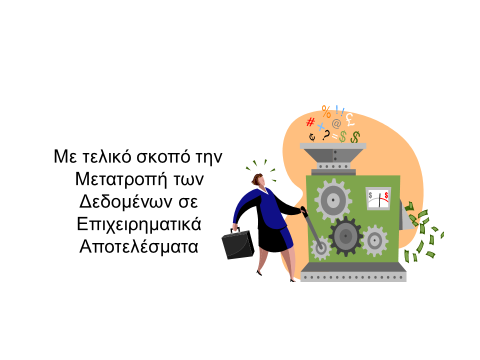 Με τελικό σκοπό την
Μετατροπή των
Δεδομένων σε
Επιχειρηματικά
Αποτελέσματα